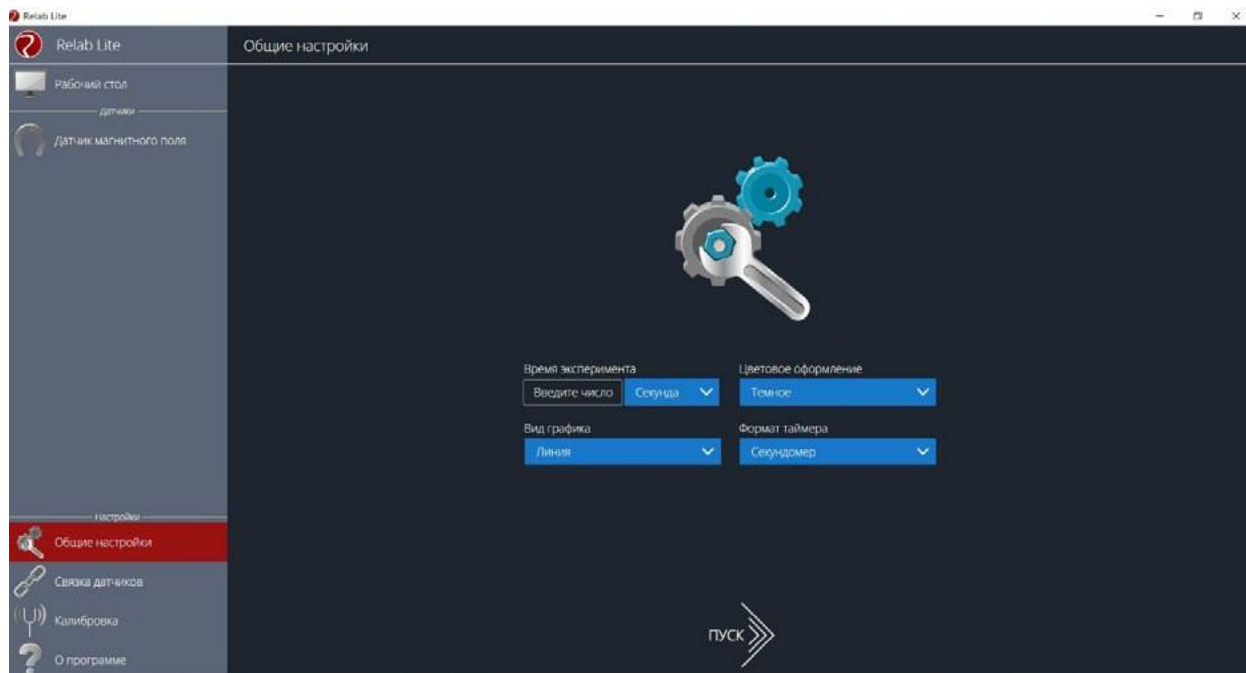 Relab Lite
Relab Lite
Общие настройки
Рабочий стол
Датчики
Датчик магнитного поля
Время эксперимента
Цветовое оформление
Введите число
Секунда
Темное
Вид графика
Формат таймера
Линия
Секундомер
Настройки
Общие настройки
Связка датчиков
Калибровка
О программе
ПУСК